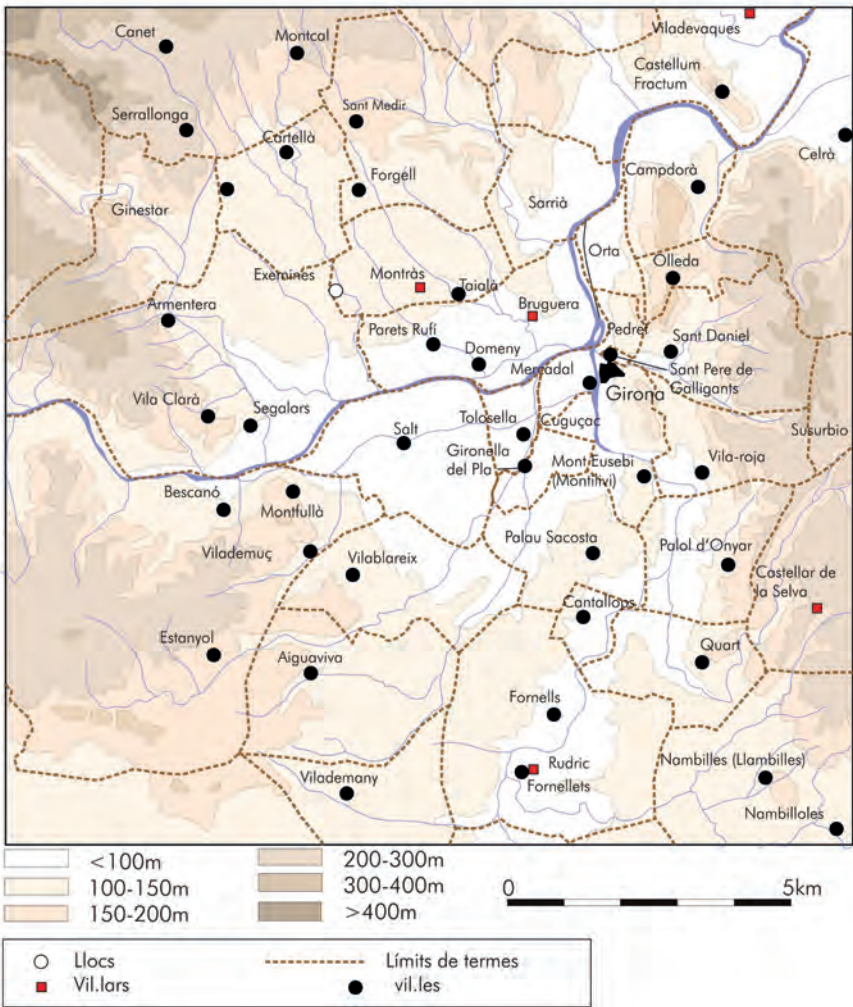 Viladevaques
Canet
Montcal
Castellum
Fractum
Serrallonga
Sant Medir
Cartellà
Celrà
Forgéll
Campdorà
Ginestar
Sarrià
Orta
Olleda
Exemines
Montràs
Taialà
Armentera
Bruguera
Parets Rufí
Pedret
Sant Daniel
Domeny
Mercadal
Sant Pere de
Galligants
Girona
Vila Clarà
Segalars
Tolosella
Cuguçac
Susurbio
Salt
Gironella
del Pla
Mont Eusebi
(Montilivi)
Vila-roja
Bescanó
Montfullà
Vilademuç
Vilablareix
Palau Sacosta
Palol d'Onyar
Castellar de
la Selva
Cantallops
Estanyol
Aiguaviva
Quart
Fornells
Rudric
Fornellets
Nambilles (Llambilles)
Vilademany
Nambilloles
<100m
200-300m
0
5km
100-150m
300-400m
150-200m
>400m
Llocs
Límits de termes
Vil.lars
vil.les